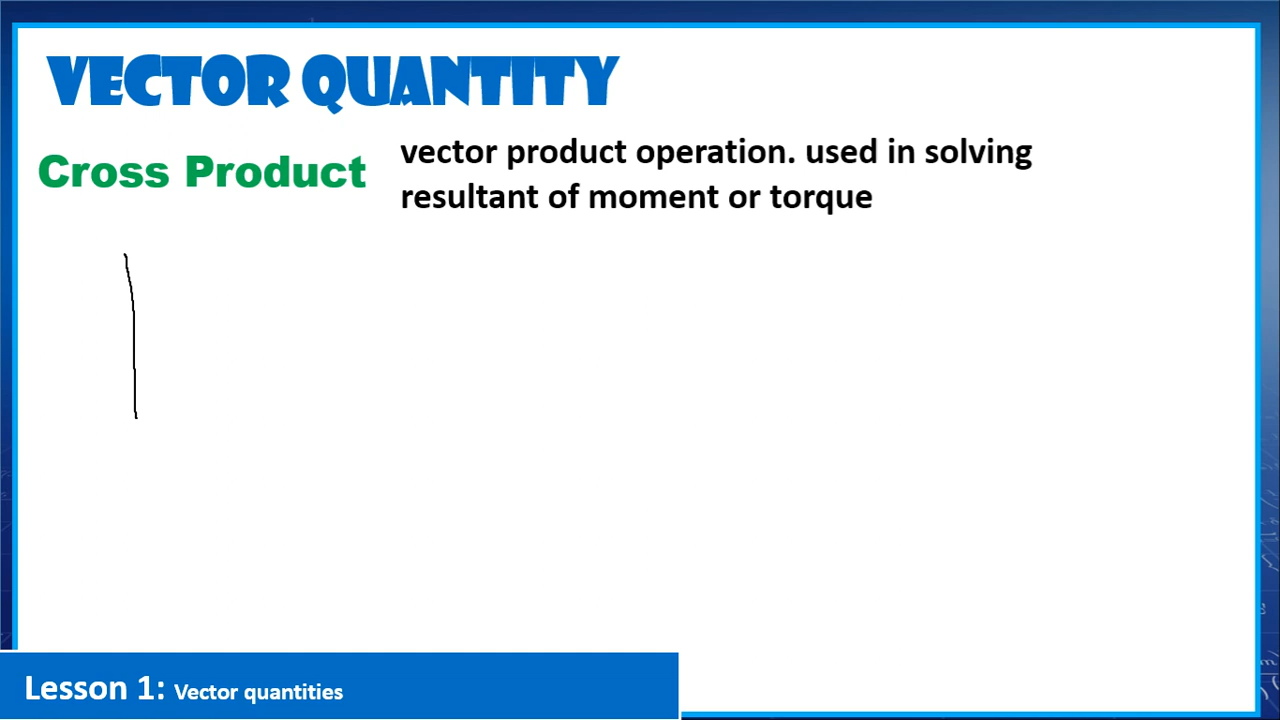 VECTOR QUANTITY
Cross Product
vector product operation. used in solving
resultant of moment or torque
Lesson 1: Vector quantities